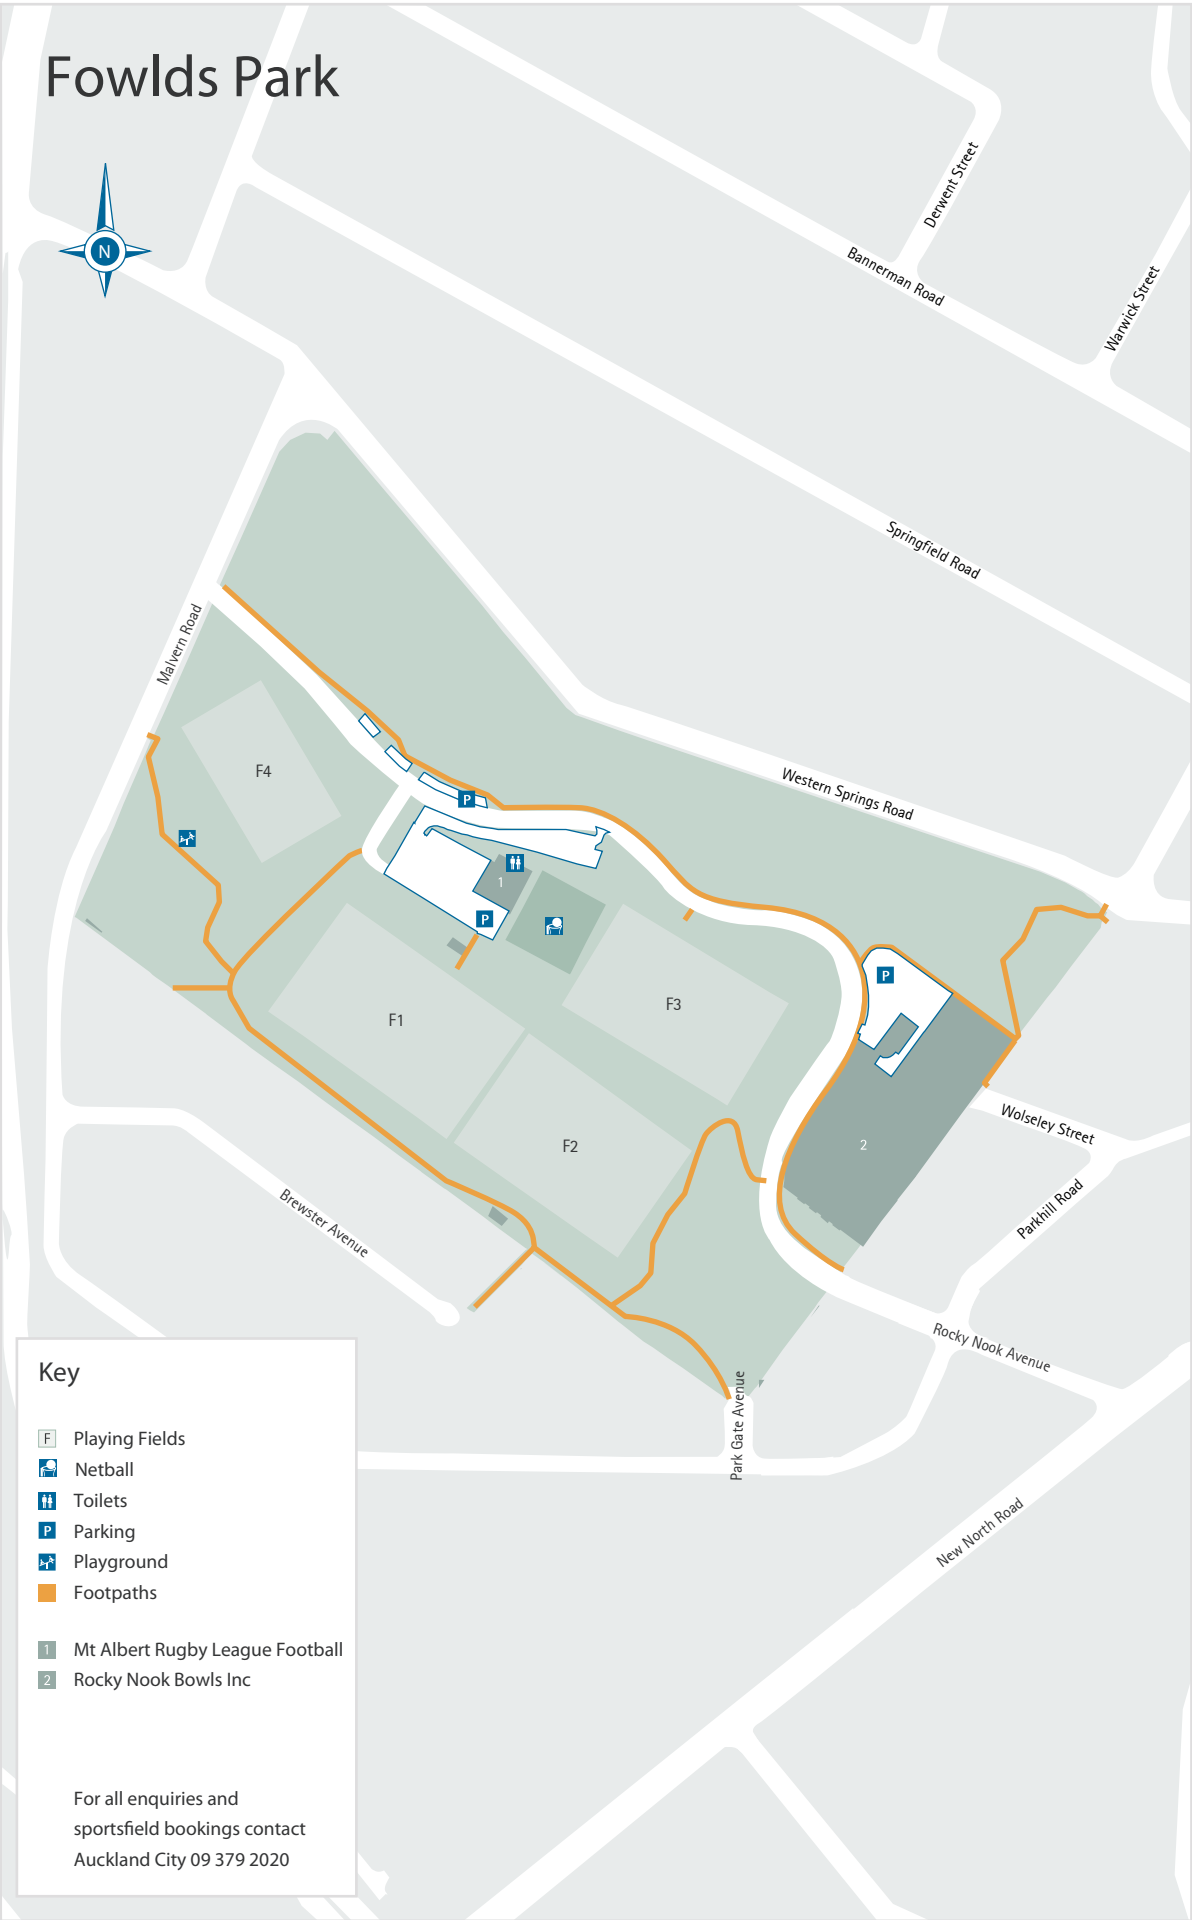 Fowlds Park
N
Derwent Street
Bannerman Road
Warwick Street
Springfield Road
Malvern Road
Western Springs Road
F4
P
1
P
P
F3
F1
F2
2
Wolseley Street
Parkhill Road
Brewster Avenue
Rocky Nook Avenue
Park Gate Avenue
New North Road
Key
F Playing Fields
Netball
Toilets
P Parking
Playground
Footpaths
1 Mt Albert Rugby League Football
2 Rocky Nook Bowls Inc
For all enquiries and
sportsfield bookings contact
Auckland City 09 379 2020